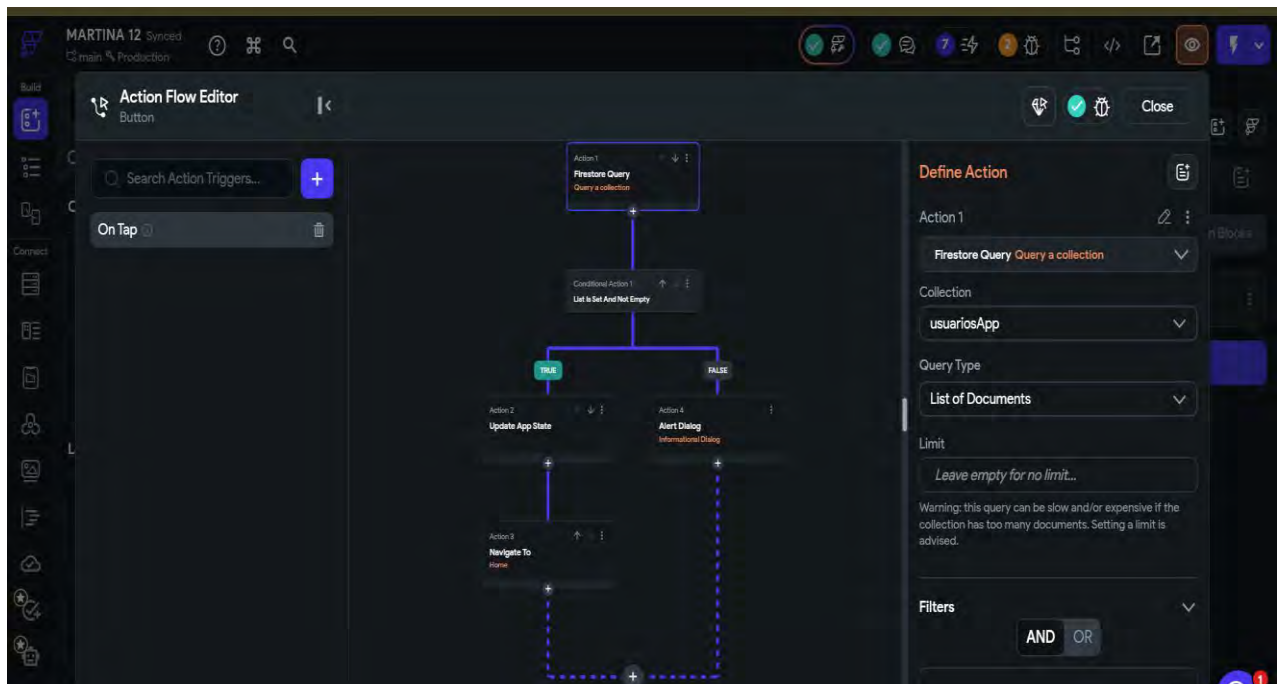 MARTINA 12 Synced
main Production
7
2
Build
Action Flow Editor
Button
Close
Search Action Triggers...
+
On Tap
Connect
Action 1
Firestore Query
Query a collection
Conditional Action 1
List Is Set And Not Empty
TRUE
FALSE
Action 2
Update App State
Action 4
Alert Dialog
Informational Dialog
Action 3
Navigate To
Home
Define Action
Action 1
Firestore Query Query a collection
Collection
usuariosApp
Query Type
List of Documents
Limit
Leave empty for no limit...
Warning: this query can be slow and/or expensive if the
collection has too many documents. Setting a limit is
advised.
Filters
AND OR
1